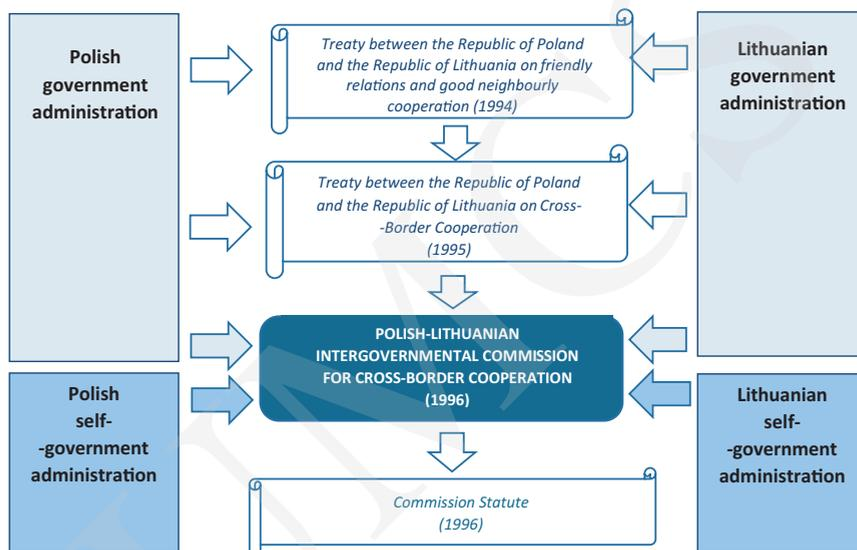 Polish
government
administration
Treaty between the Republic of Poland
and the Republic of Lithuania on friendly
relations and good neighbourly
cooperation (1994)
Lithuanian
government
administration
Treaty between the Republic of Poland
and the Republic of Lithuania on Cross-
-Border Cooperation
(1995)
POLISH-LITHUANIAN
INTERGOVERNMENTAL COMMISSION
FOR CROSS-BORDER COOPERATION
(1996)
Polish
self-
-government
administration
Lithuanian
self-
-government
administration
Commission Statute
(1996)
UMCS